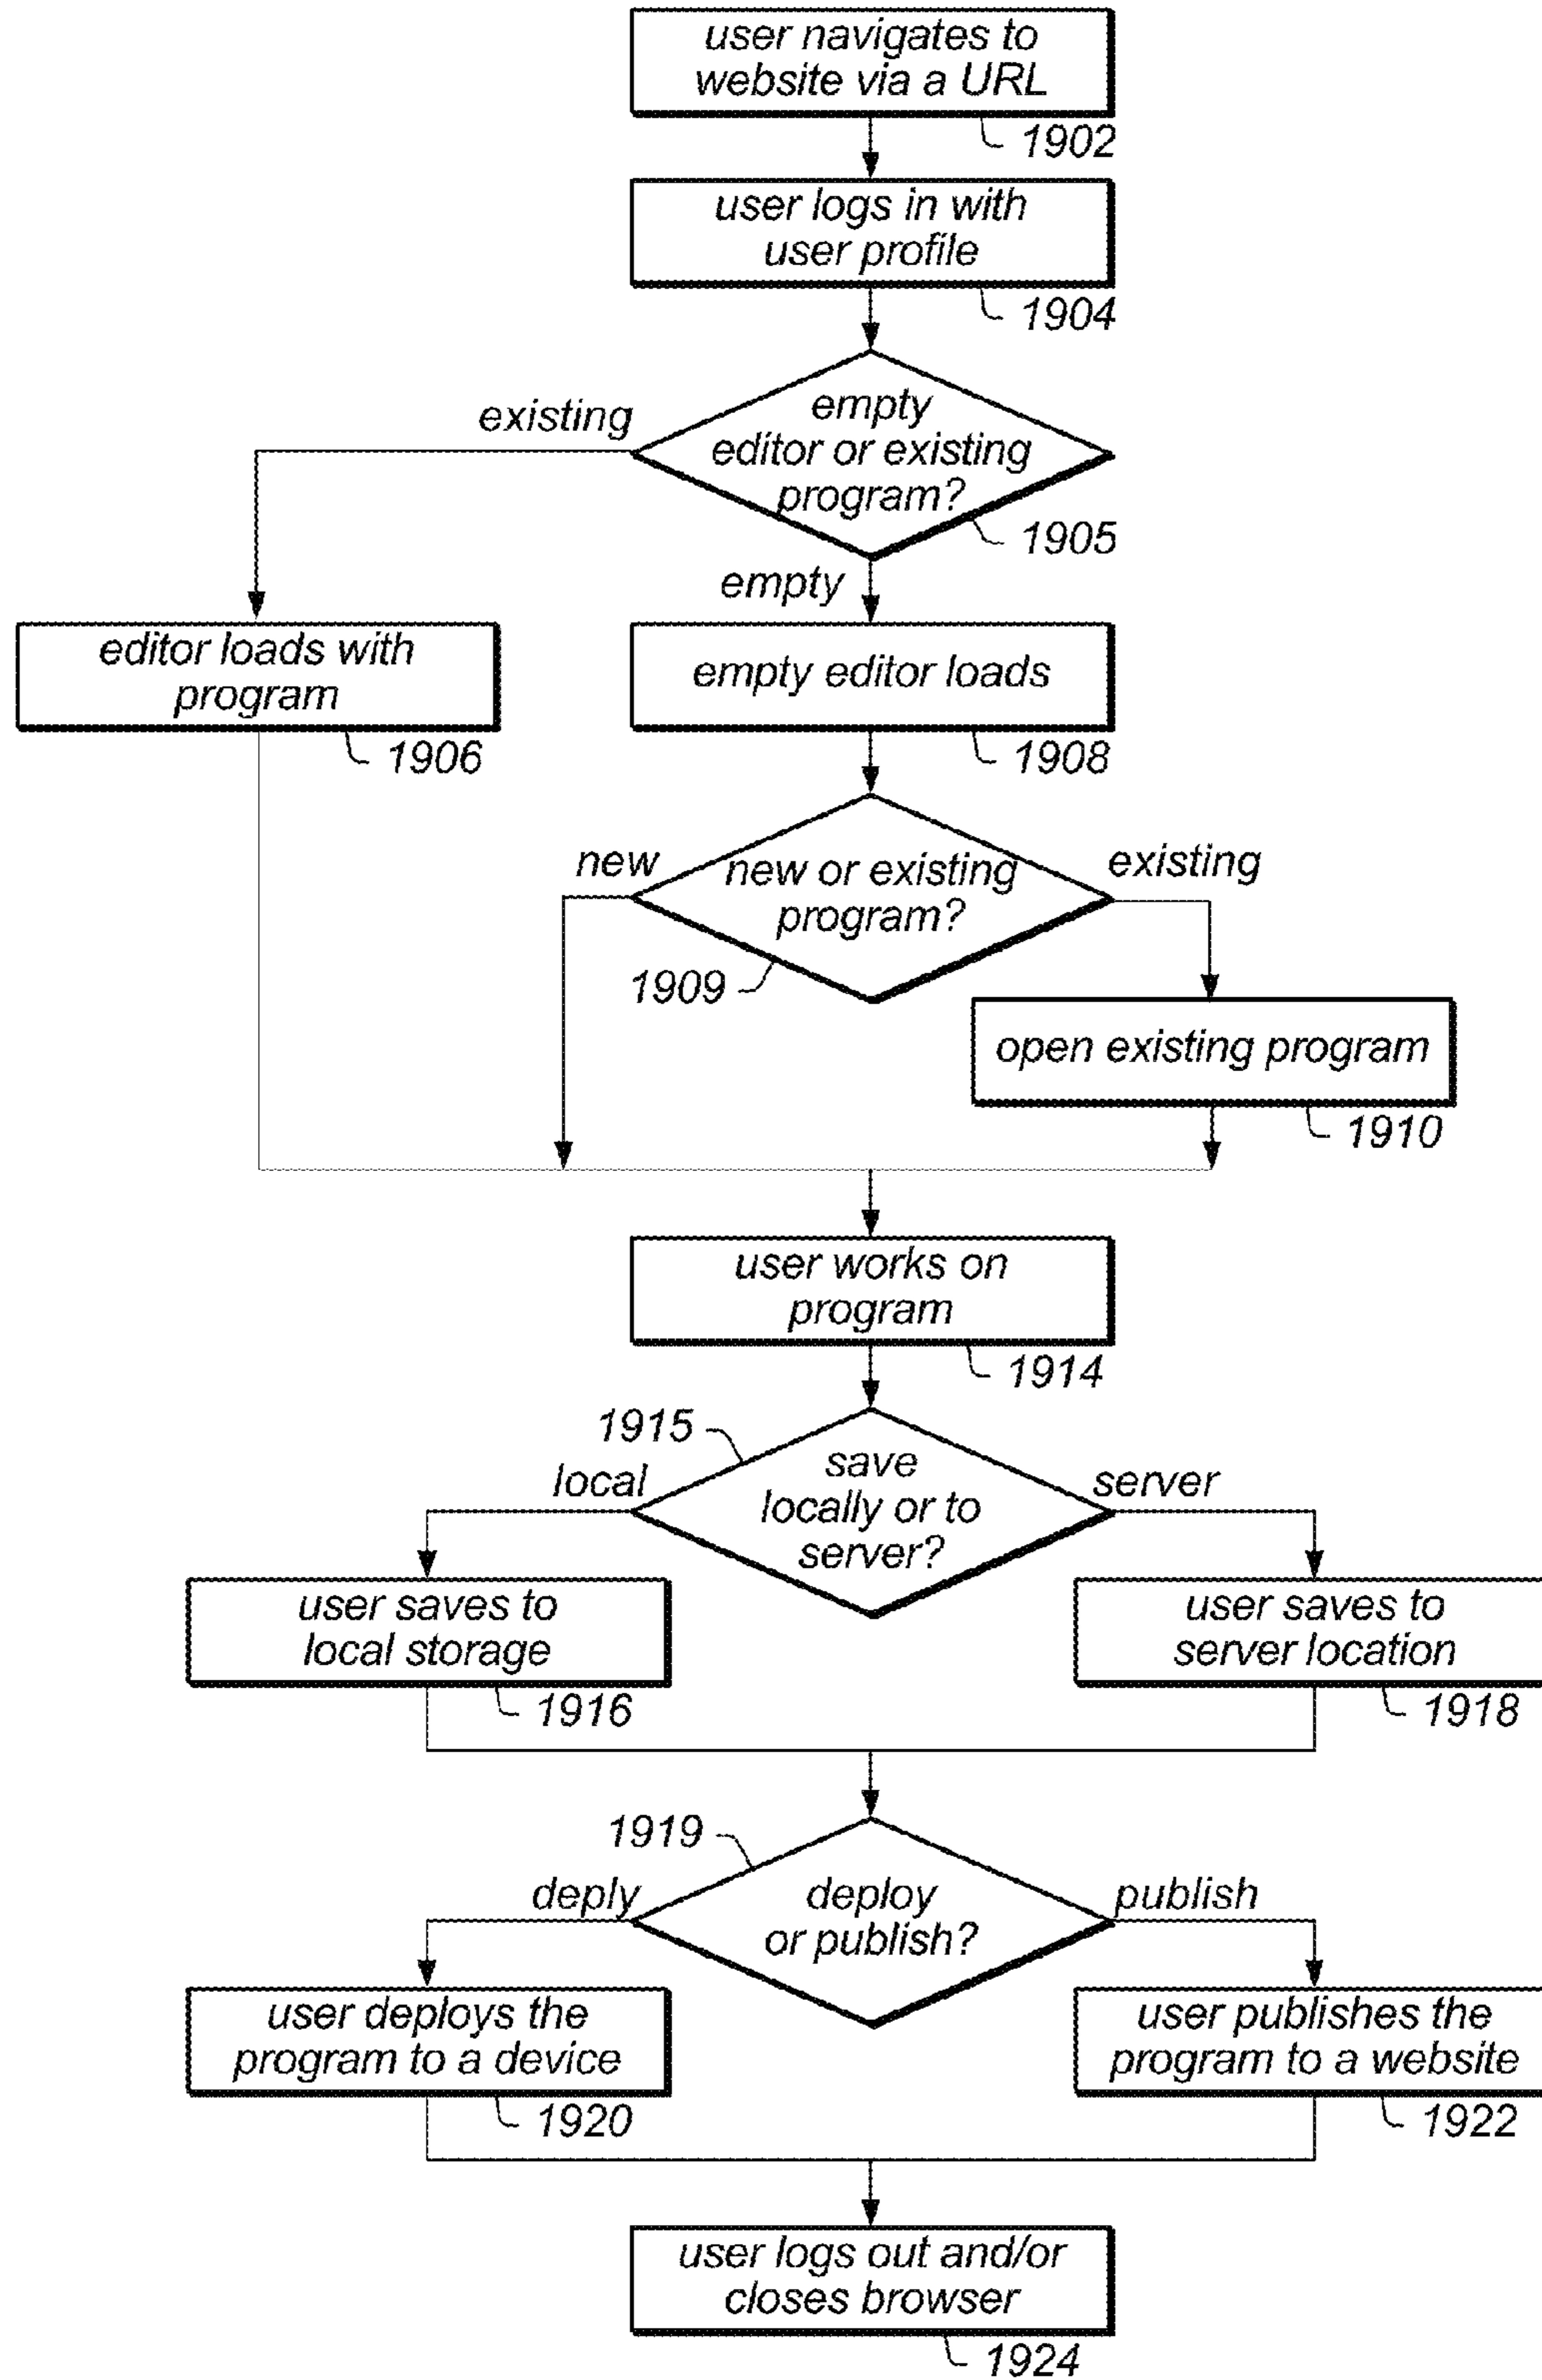 user navigates to
website via a URL
1902
user logs in with
user profile
1904
existing
empty
editor or existing
program?
1905
empty
editor loads with
program
1906
empty editor loads
1908
new
new or existing
program?
existing
1909
open existing program
1910
user works on
program
1914
1915
local
save
locally or to
server?
server
user saves to
local storage
1916
user saves to
server location
1918
1919
deply
deploy
or publish?
publish
user deploys the
program to a device
1920
user publishes the
program to a website
1922
user logs out and/or
closes browser
1924